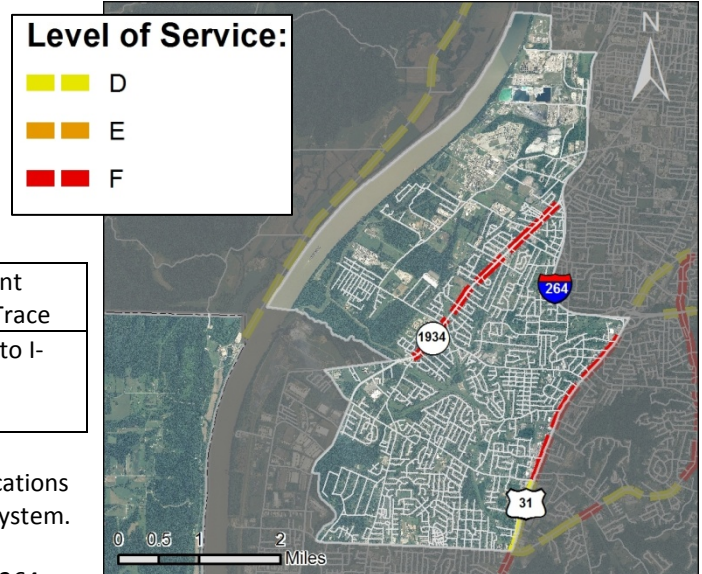 Level of Service:
D
E
F
N
264
1934
31
0 0.5 1 2
Miles
nt
Trace
to I-
cations
ystem.